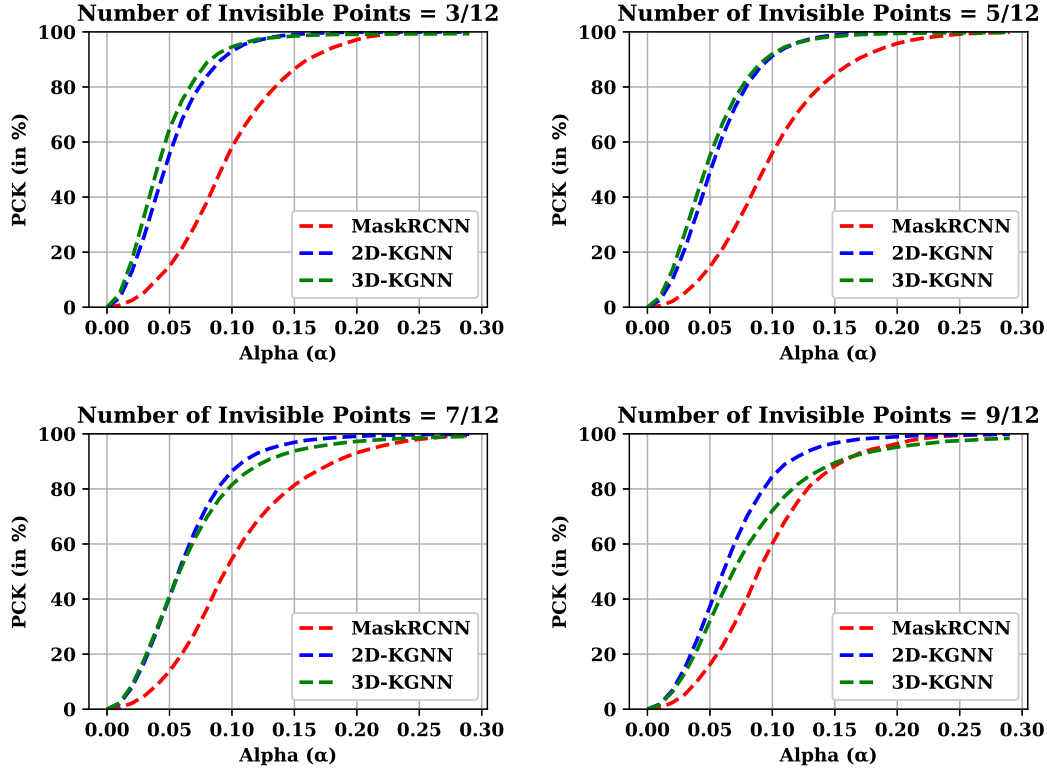 Number of Invisible Points = 3/12
PCK (in %)
100
80
60
40
20
0
MaskRCNN
2D-KGNN
3D-KGNN
0.00 0.05 0.10 0.15 0.20 0.25 0.30
Alpha (α)
Number of Invisible Points = 5/12
PCK (in %)
100
80
60
40
20
0
MaskRCNN
2D-KGNN
3D-KGNN
0.00 0.05 0.10 0.15 0.20 0.25 0.30
Alpha (α)
Number of Invisible Points = 7/12
PCK (in %)
100
80
60
40
20
0
MaskRCNN
2D-KGNN
3D-KGNN
0.00 0.05 0.10 0.15 0.20 0.25 0.30
Alpha (α)
Number of Invisible Points = 9/12
PCK (in %)
100
80
60
40
20
0
MaskRCNN
2D-KGNN
3D-KGNN
0.00 0.05 0.10 0.15 0.20 0.25 0.30
Alpha (α)